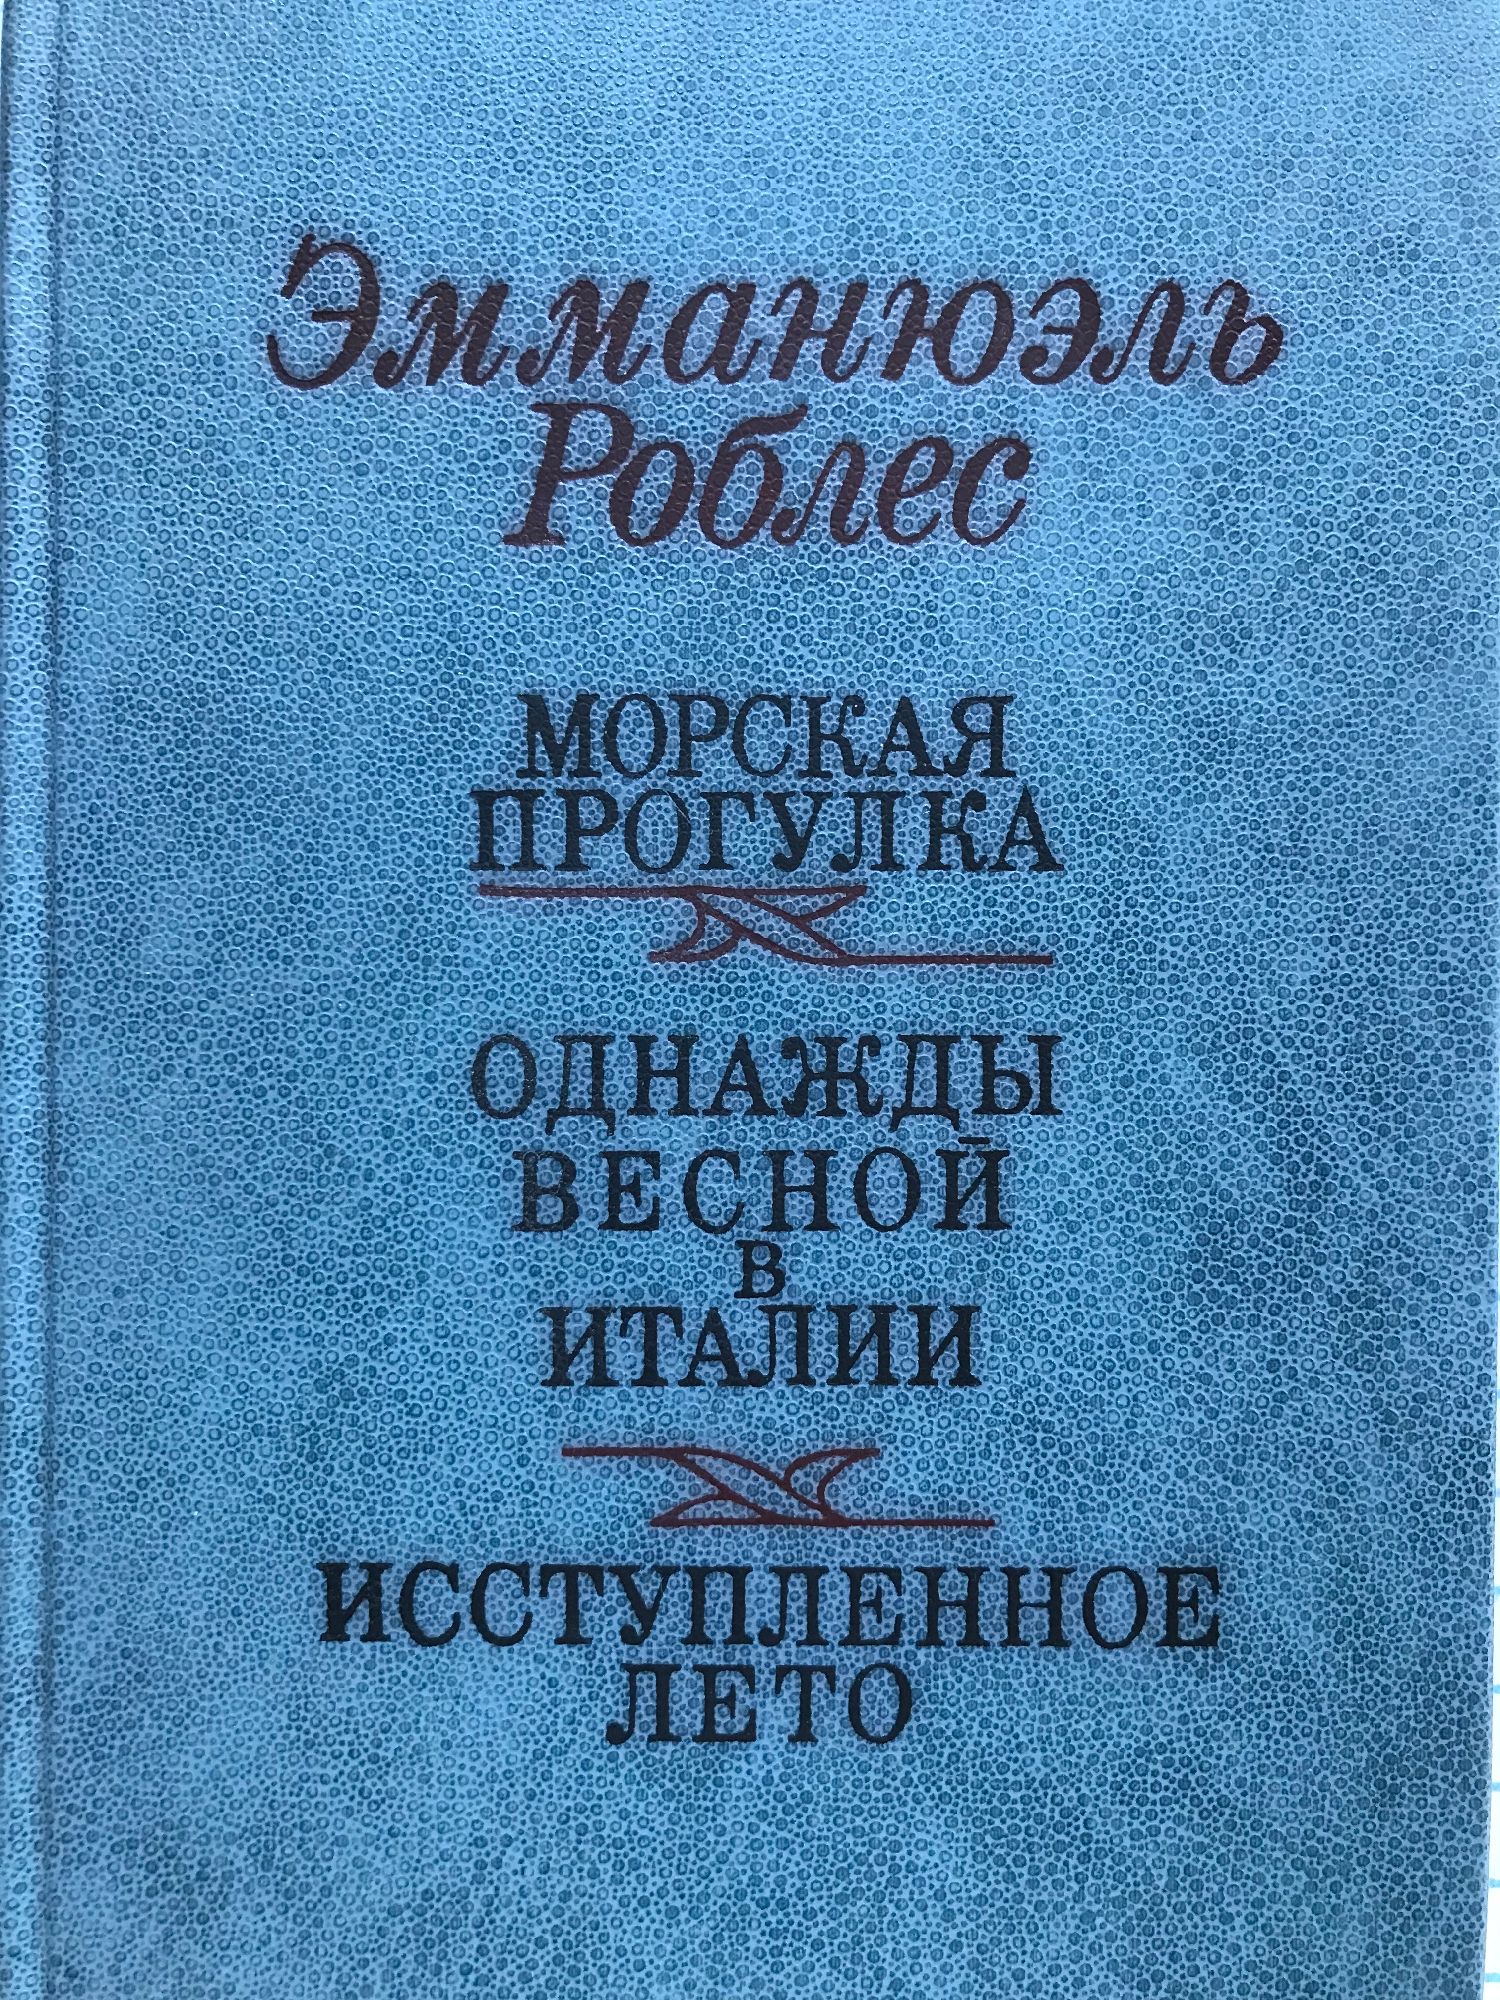 Эммануэль
Роблес
МОРСКАЯ
ПРОГУЛКА
ОДНАЖДЫ
ВЕСНОЙ
В
ИТАЛИИ
ИССТУПЛЕННОЕ
ЛЕТО